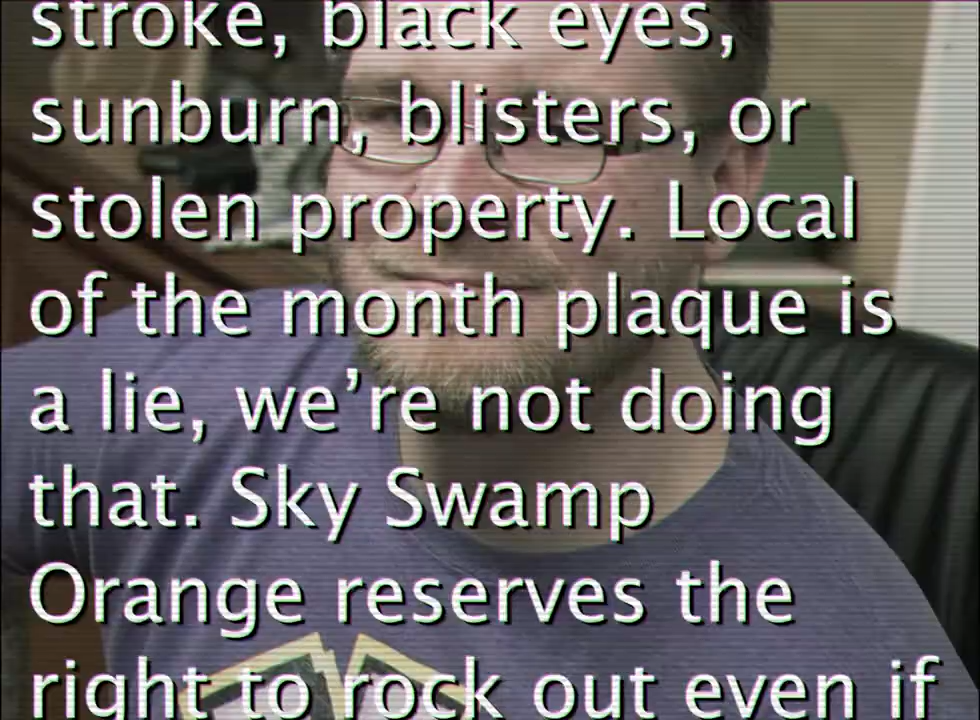 stroke, black eyes,
sunburn, blisters, or
stolen property. Local
of the month plaque is
a lie, we’re not doing
that. Sky Swamp
Orange reserves the
right to rock out even if